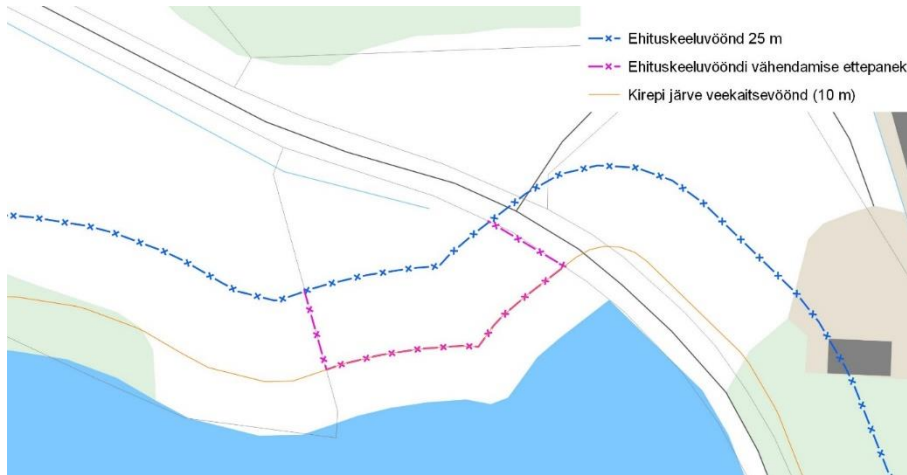 Ehituskeeluvöönd 25 m
Ehituskeeluvööndi vähendamise ettepanek
Kirepi järve veekaitsevöönd (10 m)